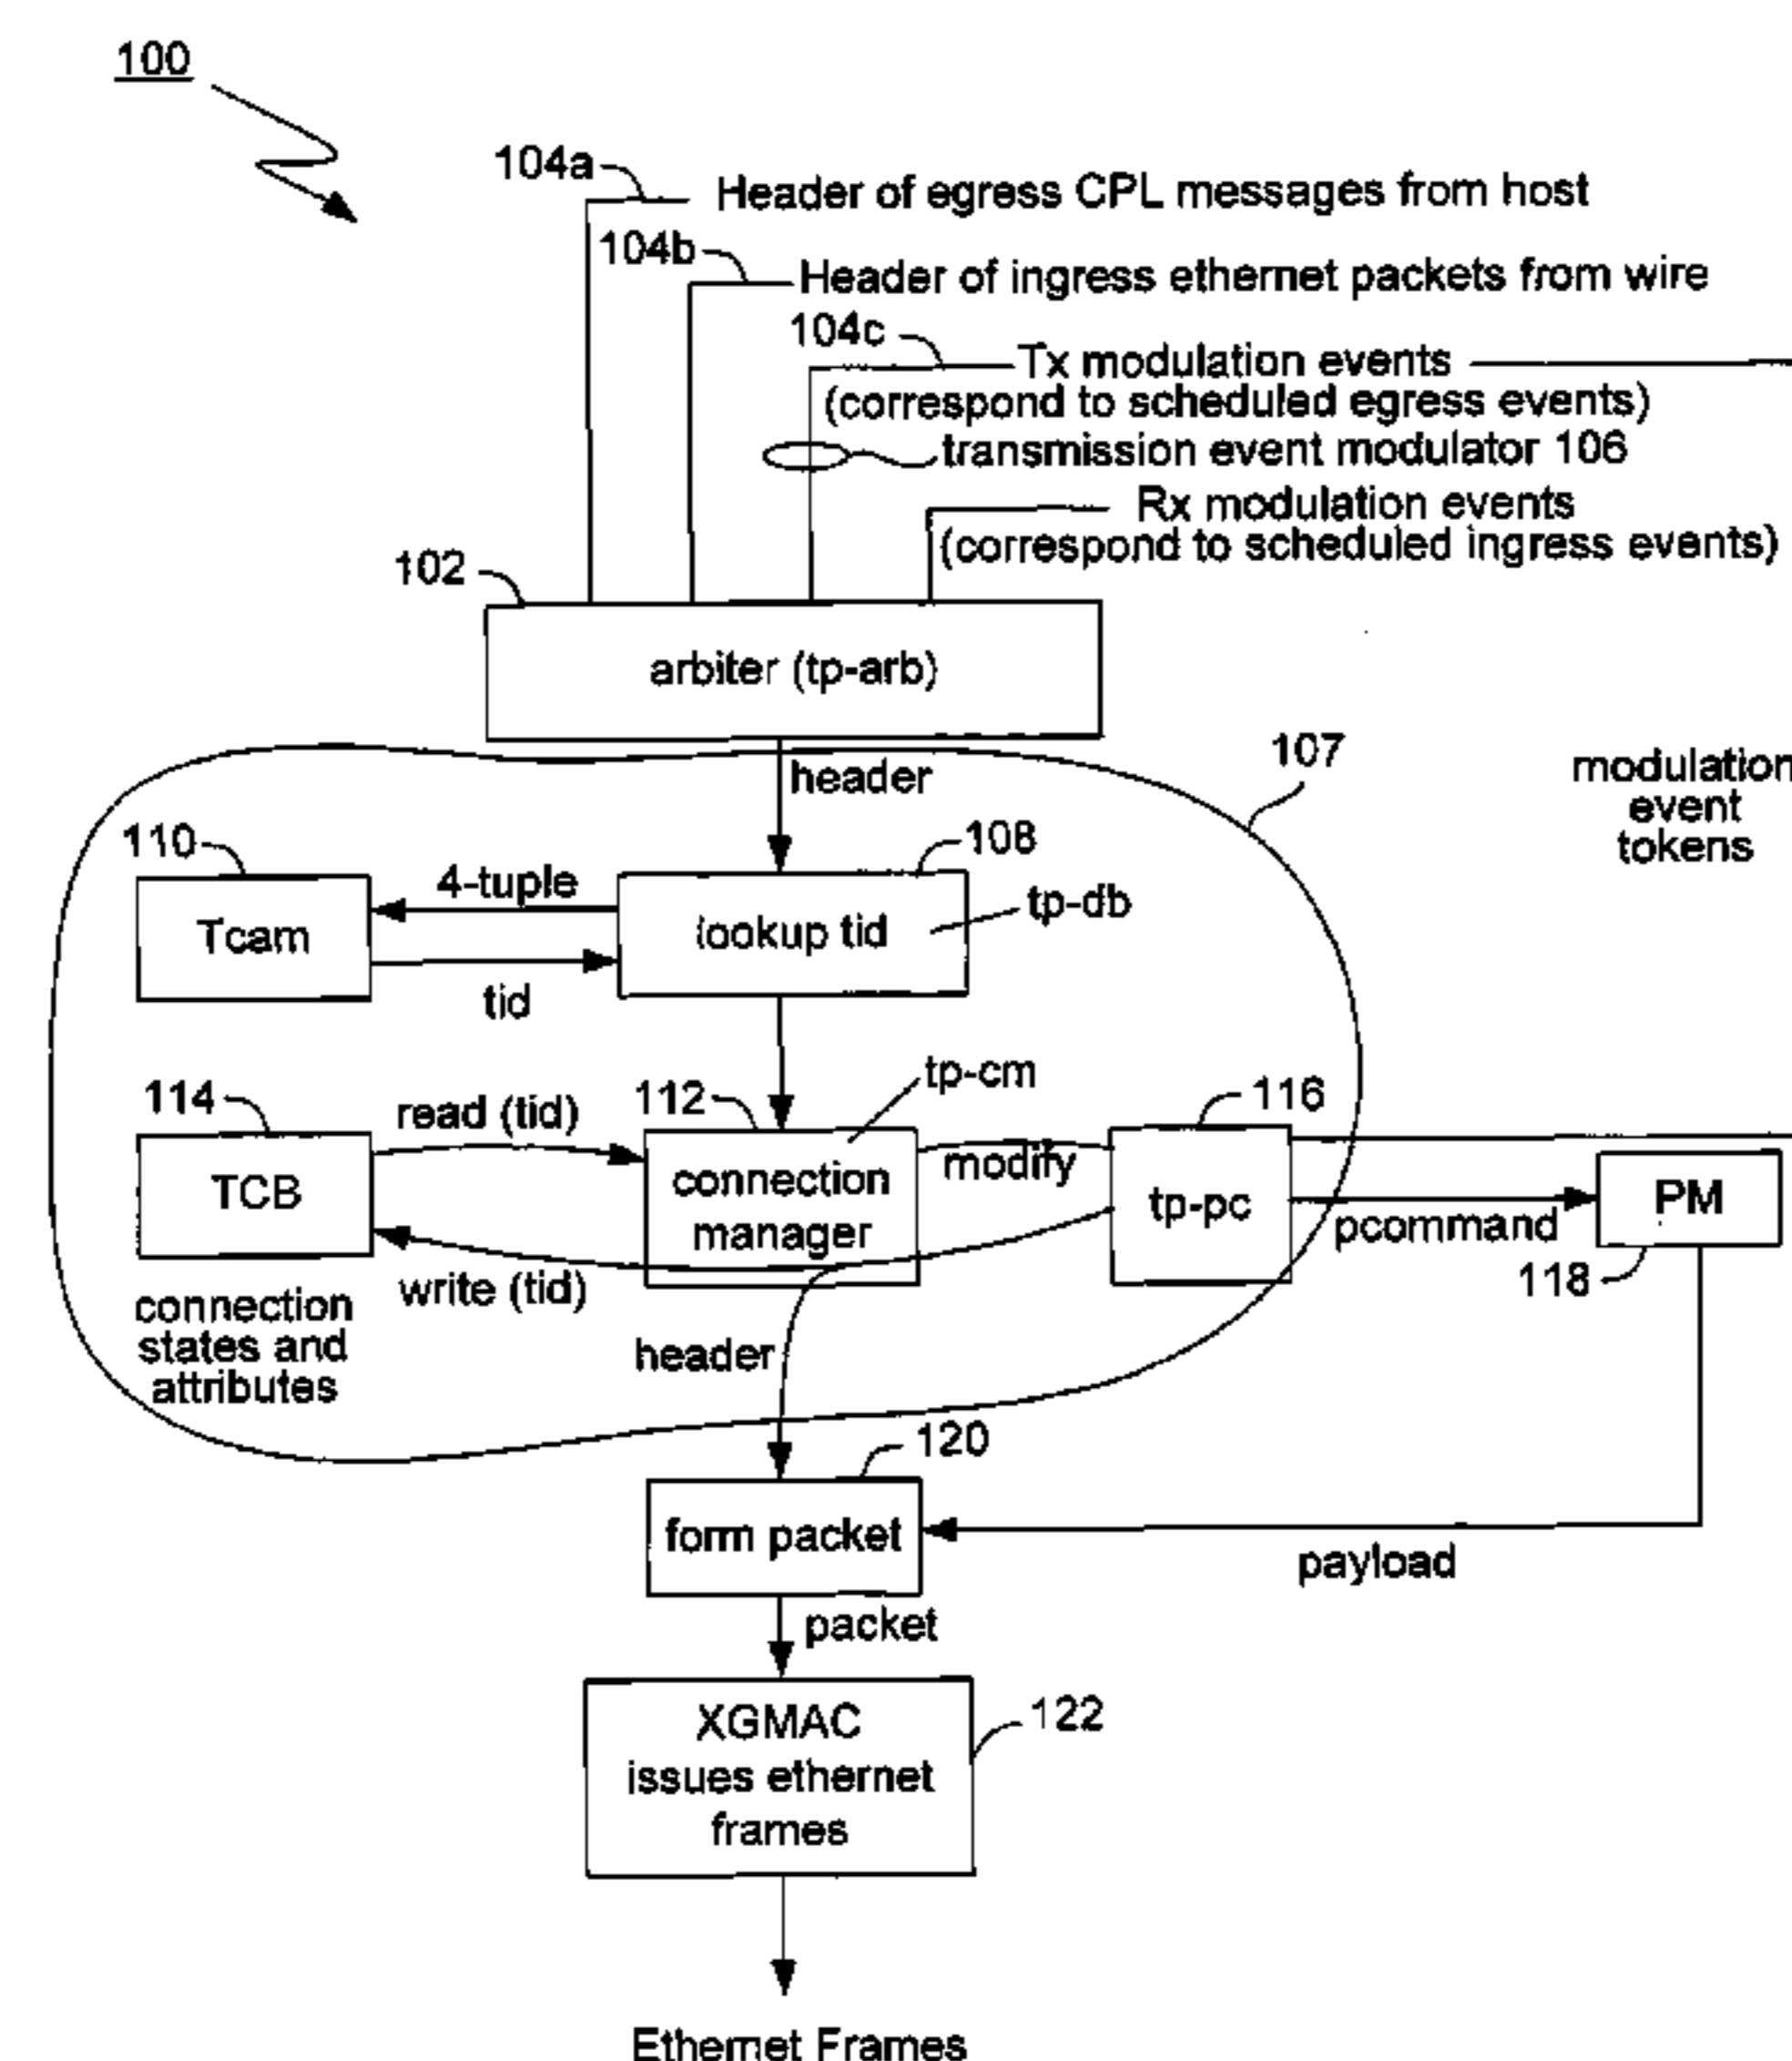 100
104a
Header of egress CPL messages from host
104b
Header of ingress ethernet packets from wire
104c
Tx modulation events
(correspond to scheduled egress events)
transmission event modulator 106
Rx modulation events
(correspond to scheduled ingress events)
102
arbiter (tp-arb)
107
header
modulation
event
tokens
110
108
4-tuple
tp-db
Tcam
lookup tid
tid
tp-cm
114
read (tid)
112
116
TCB
connection
manager
modify
tp-pc
pcommand
PM
118
write (tid)
connection
states and
attributes
header
120
form packet
payload
packet
XGMAC
issues ethernet
frames
122
Ethernet Frames